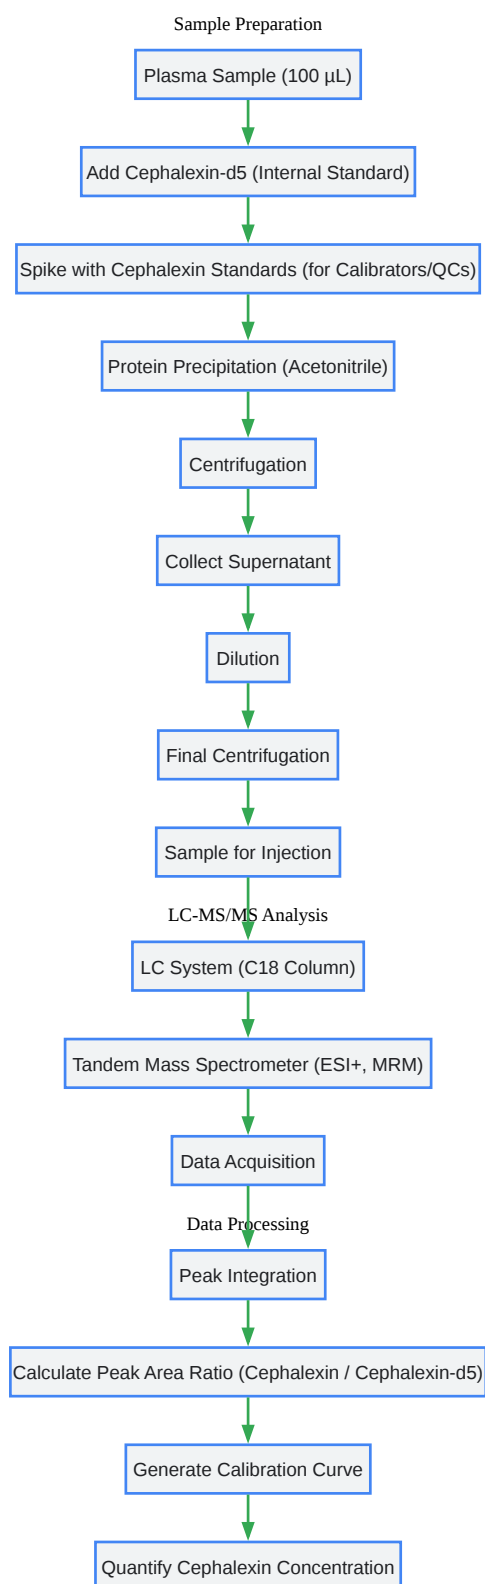 Sample Preparation
Plasma Sample (100 µL)
Add Cephalexin-d5 (Internal Standard)
Spike with Cephalexin Standards (for Calibrators/QCs)
Protein Precipitation (Acetonitrile)
Centrifugation
Collect Supernatant
Dilution
Final Centrifugation
Sample for Injection
LC-MS/MS Analysis
LC System (C18 Column)
Tandem Mass Spectrometer (ESI+, MRM)
Data Acquisition
Data Processing
Peak Integration
Calculate Peak Area Ratio (Cephalexin / Cephalexin-d5)
Generate Calibration Curve
Quantify Cephalexin Concentration